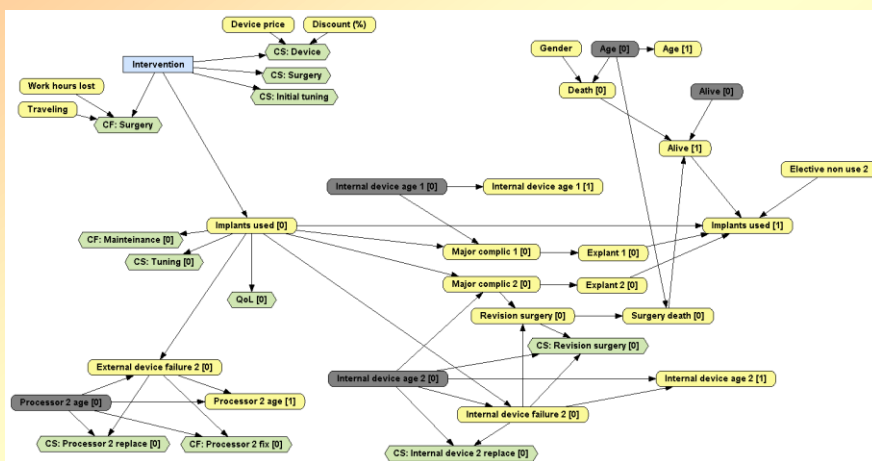 Device price
Discount (%)
CS: Device
Intervention
CS: Surgery
CS: Initial tuning
Work hours lost
Traveling
CF: Surgery
Gender
Age [0]
Age [1]
Death [0]
Alive [0]
Alive [1]
Elective non use 2
Internal device age 1 [0]
Internal device age 1 [1]
Implants used [0]
Implants used [1]
CF: Mainteinance [0]
CS: Tuning [0]
Major complic 1 [0]
Explant 1 [0]
Major complic 2 [0]
Explant 2 [0]
QoL [0]
Revision surgery [0]
Surgery death [0]
CS: Revision surgery [0]
External device failure 2 [0]
Internal device age 2 [0]
Internal device age 2 [1]
Processor 2 age [0]
Processor 2 age [1]
Internal device failure 2 [0]
CS: Processor 2 replace [0]
CF: Processor 2 fix [0]
CS: Internal device 2 replace [0]